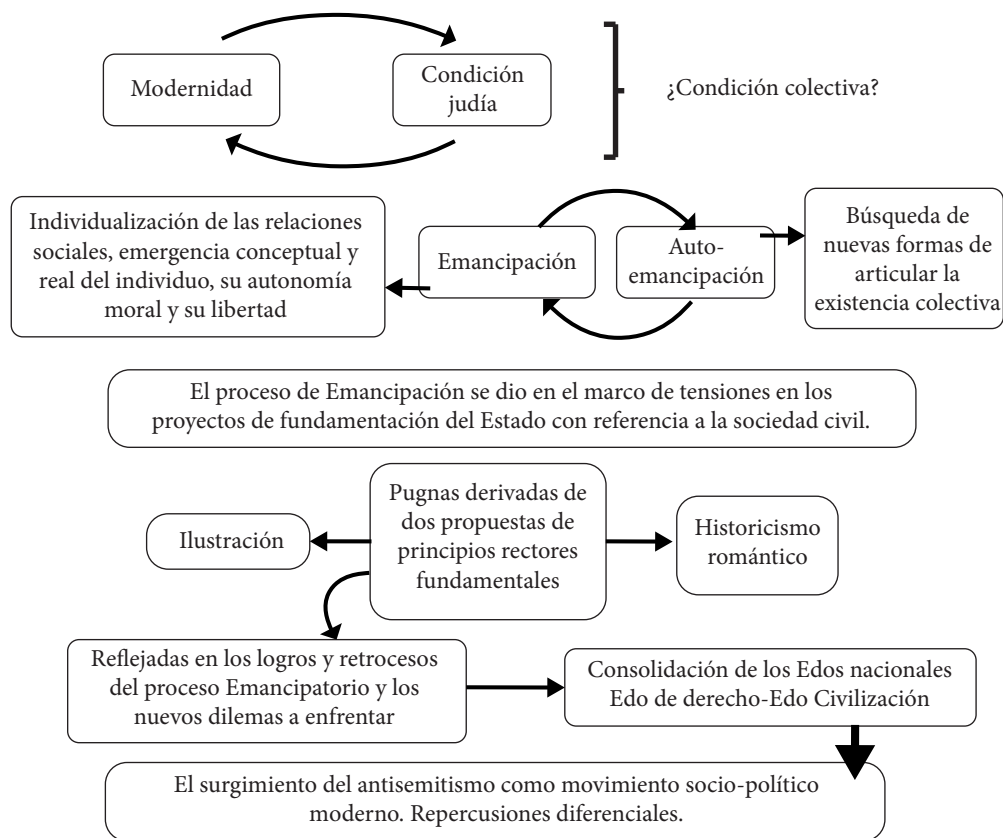 Modernidad
Condición
judía
¿Condición colectiva?
Individualización de las relaciones
sociales, emergencia conceptual y
real del individuo, su autonomía
moral y su libertad
Emancipación
Auto-
emancipación
Búsqueda de
nuevas formas de
articular la
existencia colectiva
El proceso de Emancipación se dio en el marco de tensiones en los
proyectos de fundamentación del Estado con referencia a la sociedad civil.
Ilustración
Pugnas derivadas de
dos propuestas de
principios rectores
fundamentales
Historicismo
romántico
Reflejadas en los logros y retrocesos
del proceso Emancipatorio y los
nuevos dilemas a enfrentar
Consolidación de los Edos nacionales
Edo de derecho-Edo Civilización
El surgimiento del antisemitismo como movimiento socio-político
moderno. Repercusiones diferenciales.